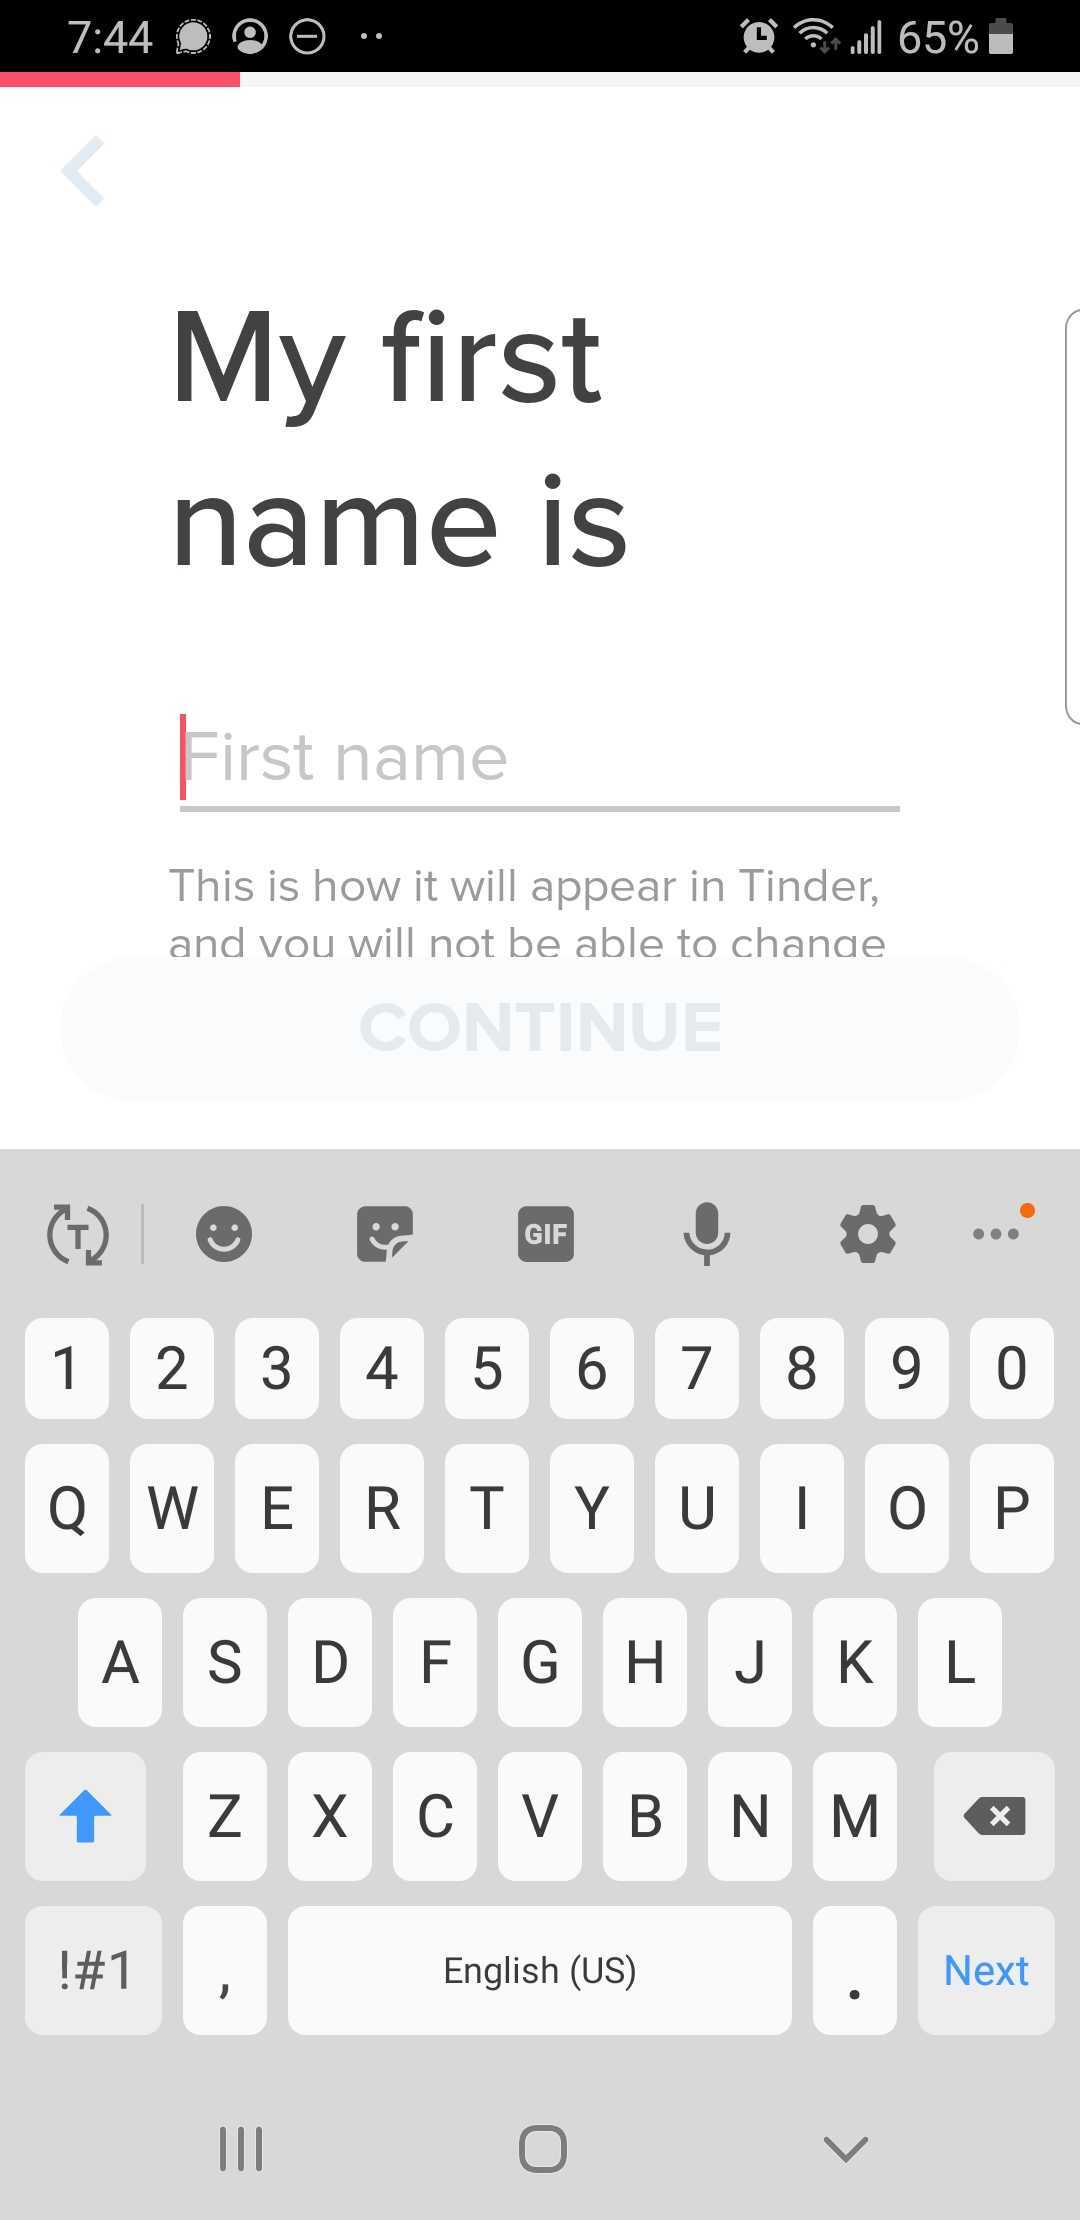 7:44 65%
My first
name is
First name
This is how it will appear in Tinder,
and you will not be able to change
CONTINUE
T GIF
1 2 3 4 5 6 7 8 9 0
Q W E R T Y U I O P
A S D F G H J K L
Z X C V B N M
!#1 , English (US) . Next